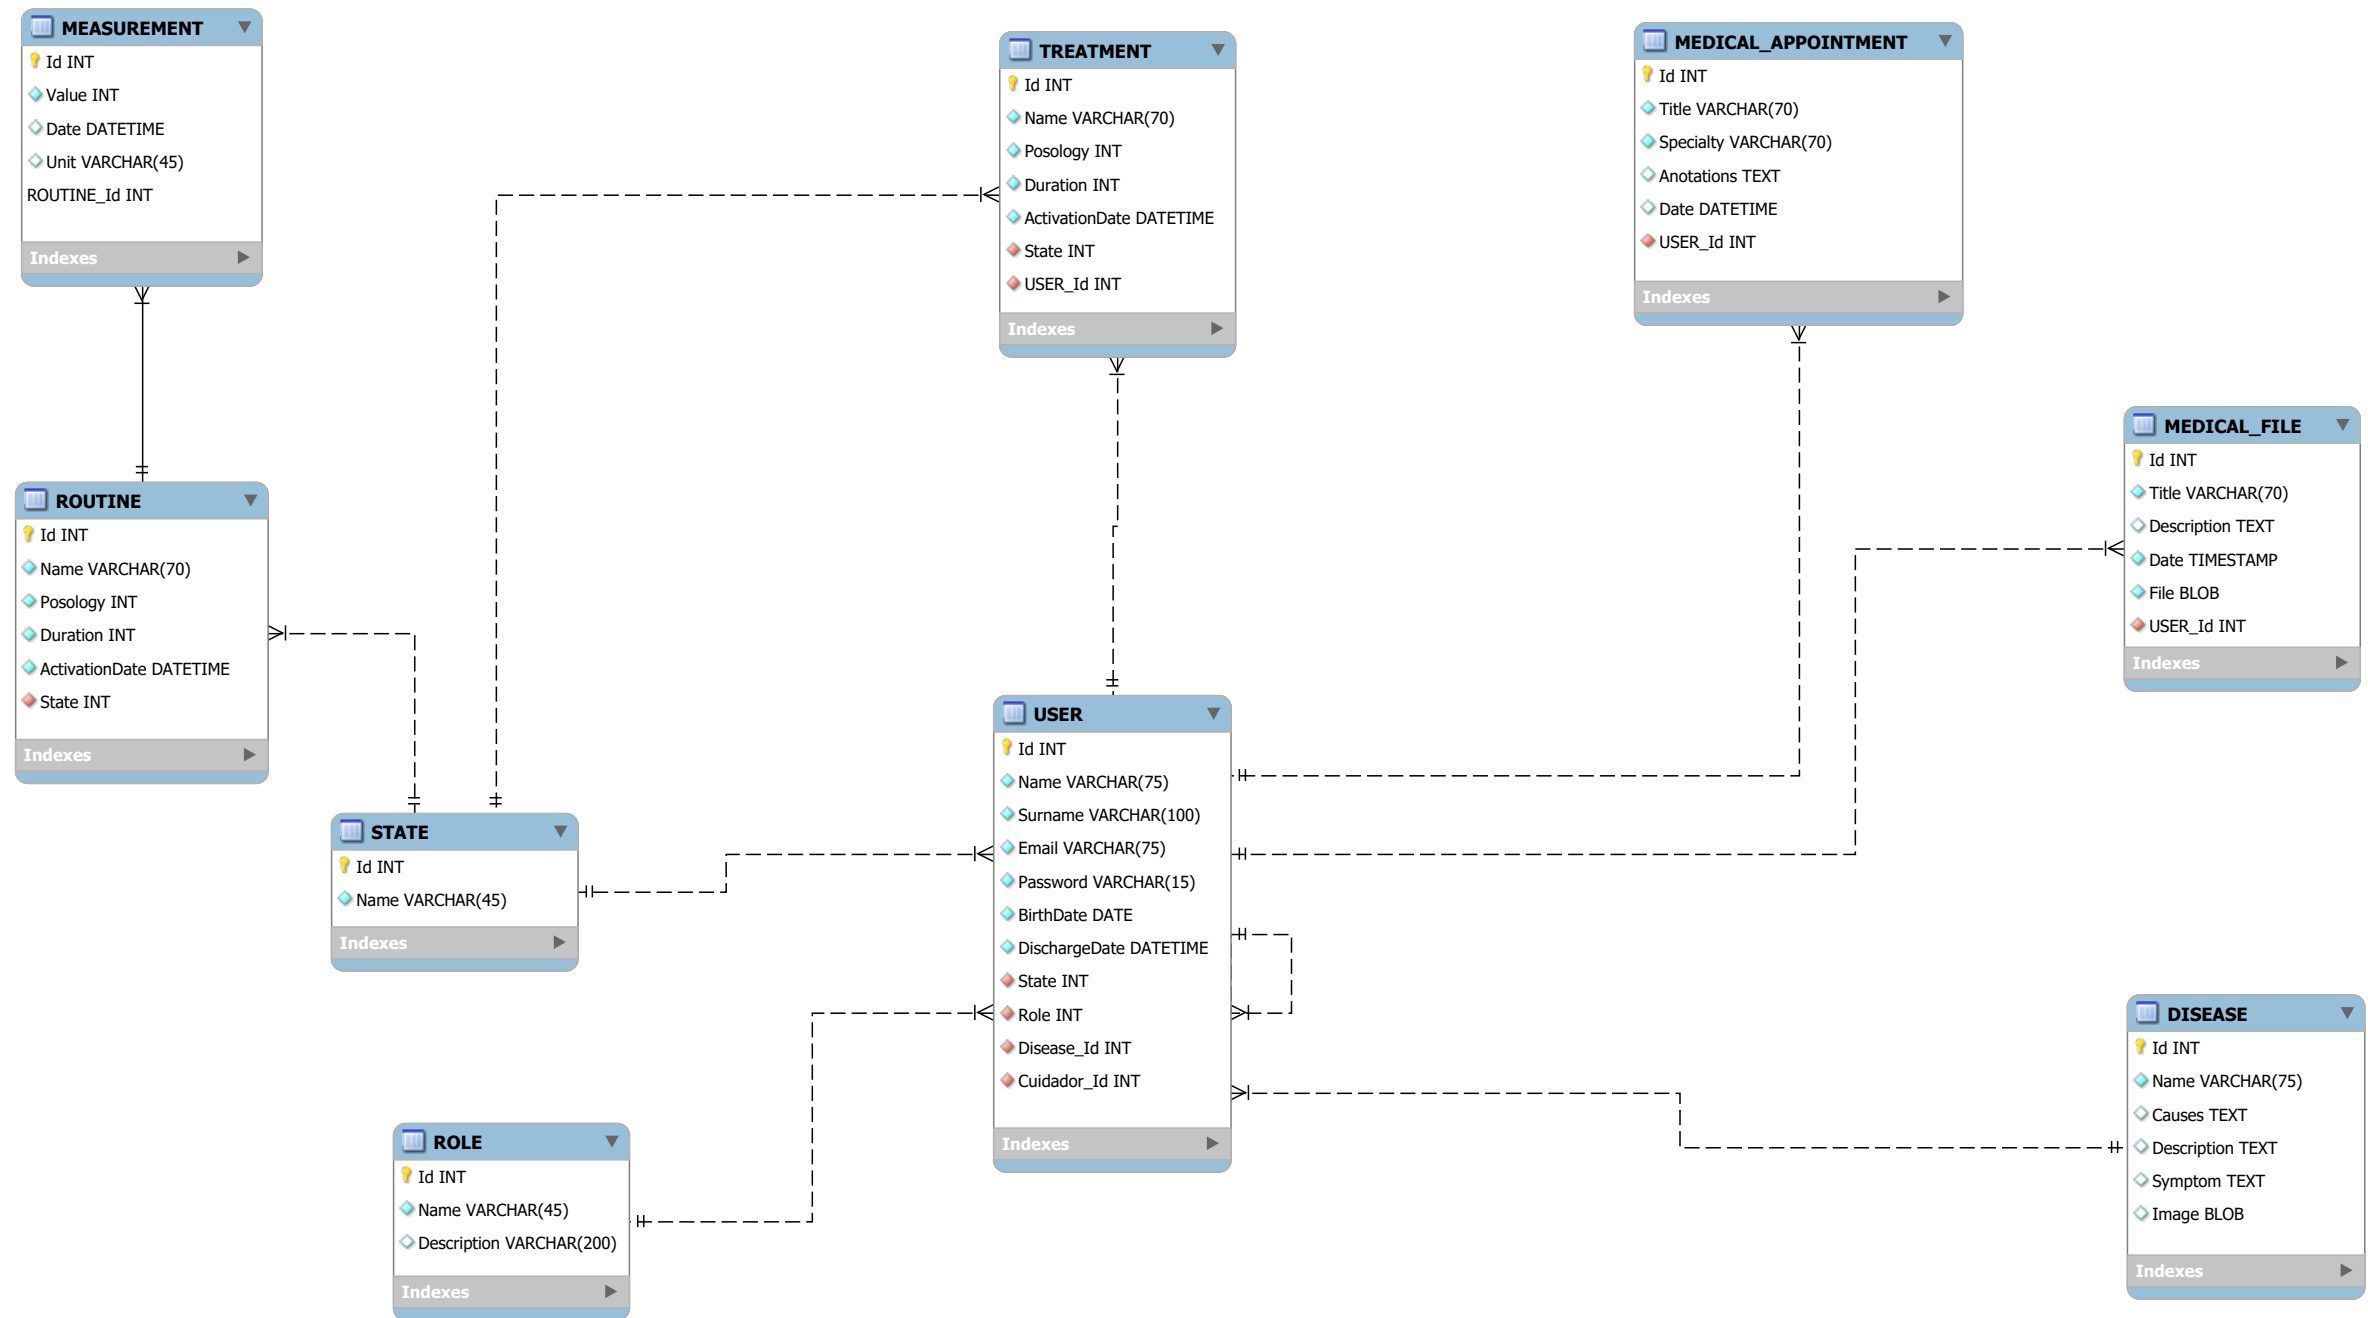 MEASUREMENT
Id INT
Value INT
Date DATETIME
Unit VARCHAR(45)
ROUTINE_Id INT
Indexes
TREATMENT
Id INT
Name VARCHAR(70)
Posology INT
Duration INT
ActivationDate DATETIME
State INT
USER_Id INT
Indexes
MEDICAL_APPOINTMENT
Id INT
Title VARCHAR(70)
Specialty VARCHAR(70)
Anotations TEXT
Date DATETIME
USER_Id INT
Indexes
MEDICAL_FILE
Id INT
Title VARCHAR(70)
Description TEXT
Date TIMESTAMP
File BLOB
USER_Id INT
Indexes
ROUTINE
Id INT
Name VARCHAR(70)
Posology INT
Duration INT
ActivationDate DATETIME
State INT
Indexes
STATE
Id INT
Name VARCHAR(45)
Indexes
USER
Id INT
Name VARCHAR(75)
Surname VARCHAR(100)
Email VARCHAR(75)
Password VARCHAR(15)
BirthDate DATE
DischargeDate DATETIME
State INT
Role INT
Disease_Id INT
Cuidador_Id INT
Indexes
ROLE
Id INT
Name VARCHAR(45)
Description VARCHAR(200)
Indexes
DISEASE
Id INT
Name VARCHAR(75)
Causes TEXT
Description TEXT
Symptom TEXT
Image BLOB
Indexes